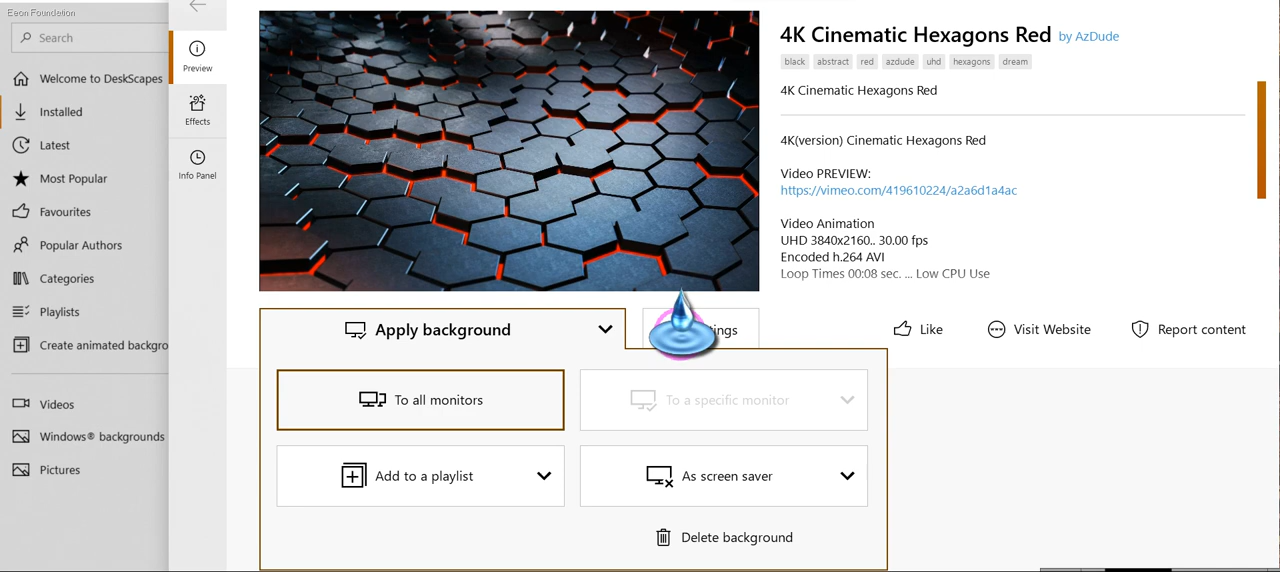 Eaon Foundation
Search
Welcome to DeskScapes
Installed
Latest
Most Popular
Favourites
Popular Authors
Categories
Playlists
Create animated backgro
Videos
Windows® backgrounds
Pictures
Preview
Effects
Info Panel
4K Cinematic Hexagons Red by AzDude
black abstract red azdude uhd hexagons dream
4K Cinematic Hexagons Red
4K(version) Cinematic Hexagons Red
Video PREVIEW:
https://vimeo.com/419610224/a2a6d1a4ac
Video Animation
UHD 3840x2160.. 30.00 fps
Encoded h.264 AVI
Loop Times 00:08 sec. ... Low CPU Use
Apply background
Like Visit Website Report content
To all monitors
To a specific monitor
Add to a playlist
As screen saver
Delete background